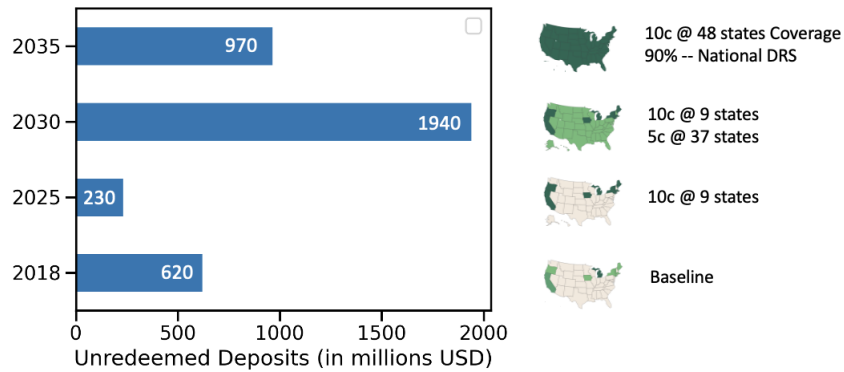 2035
970
10c @ 48 states Coverage
90% -- National DRS
2030
1940
10c @ 9 states
5c @ 37 states
2025
230
10c @ 9 states
2018
620
Baseline
0 500 1000 1500 2000
Unredeemed Deposits (in millions USD)